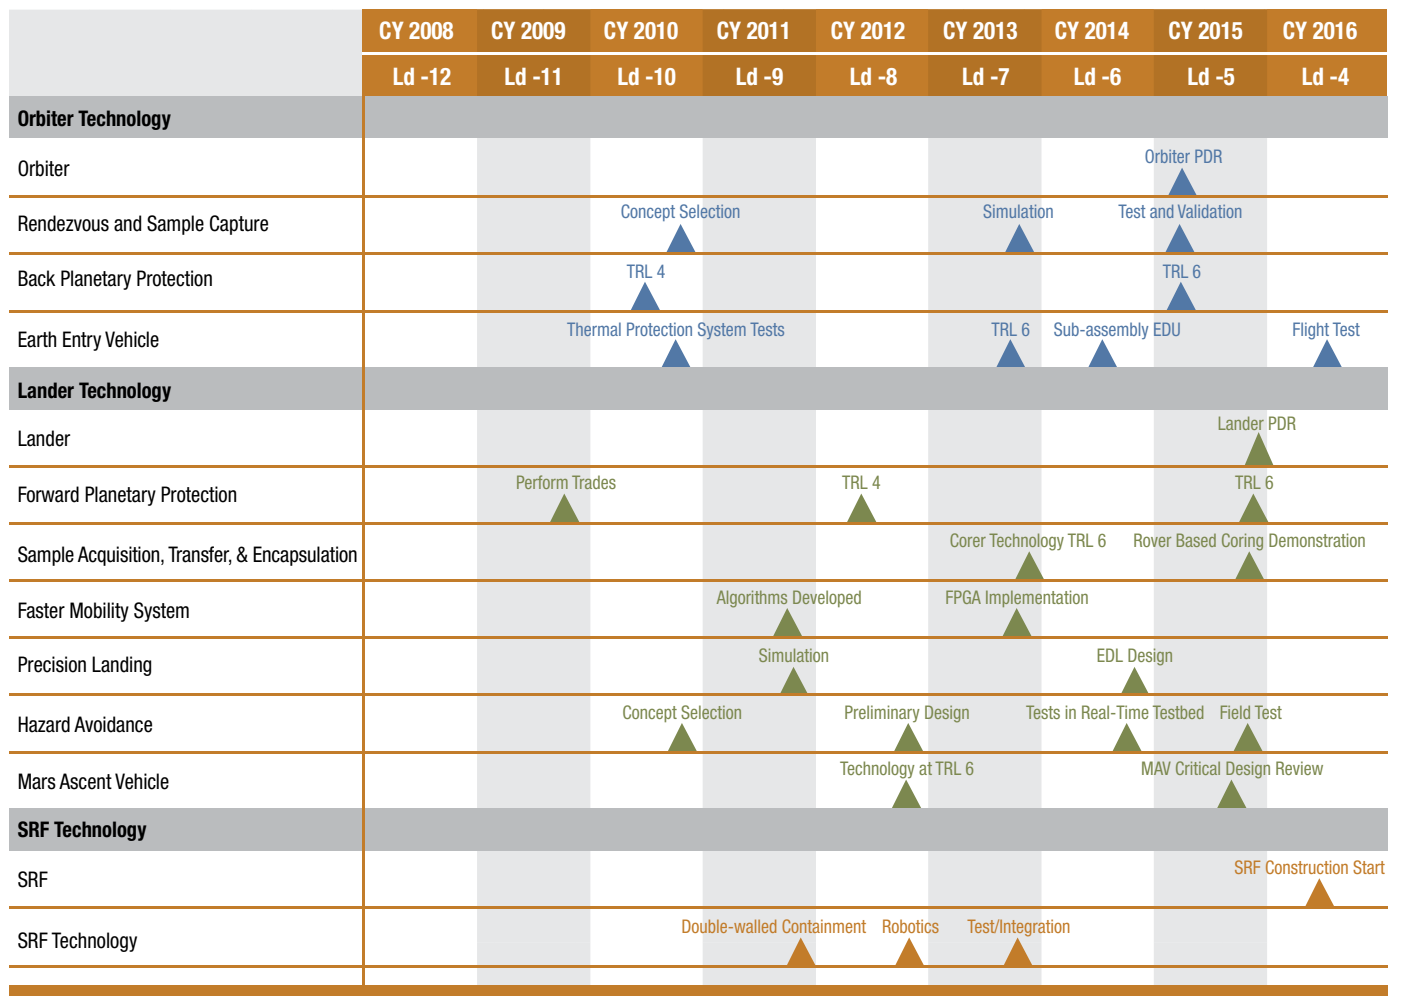 CY 2008 CY 2009 CY 2010 CY 2011 CY 2012 CY 2013 CY 2014 CY 2015 CY 2016
Ld -12 Ld -11 Ld -10 Ld -9 Ld -8 Ld -7 Ld -6 Ld -5 Ld -4
Orbiter Technology
Orbiter Orbiter PDR
Rendezvous and Sample Capture Concept Selection Simulation Test and Validation
Back Planetary Protection TRL 4 TRL 6
Earth Entry Vehicle Thermal Protection System Tests TRL 6 Sub-assembly EDU Flight Test
Lander Technology
Lander Lander PDR
Forward Planetary Protection Perform Trades TRL 4 TRL 6
Sample Acquisition, Transfer, & Encapsulation Corer Technology TRL 6 Rover Based Coring Demonstration
Faster Mobility System Algorithms Developed FPGA Implementation
Precision Landing Simulation EDL Design
Hazard Avoidance Concept Selection Preliminary Design Tests in Real-Time Testbed Field Test
Mars Ascent Vehicle Technology at TRL 6 MAV Critical Design Review
SRF Technology
SRF SRF Construction Start
SRF Technology Double-walled Containment Robotics Test/Integration